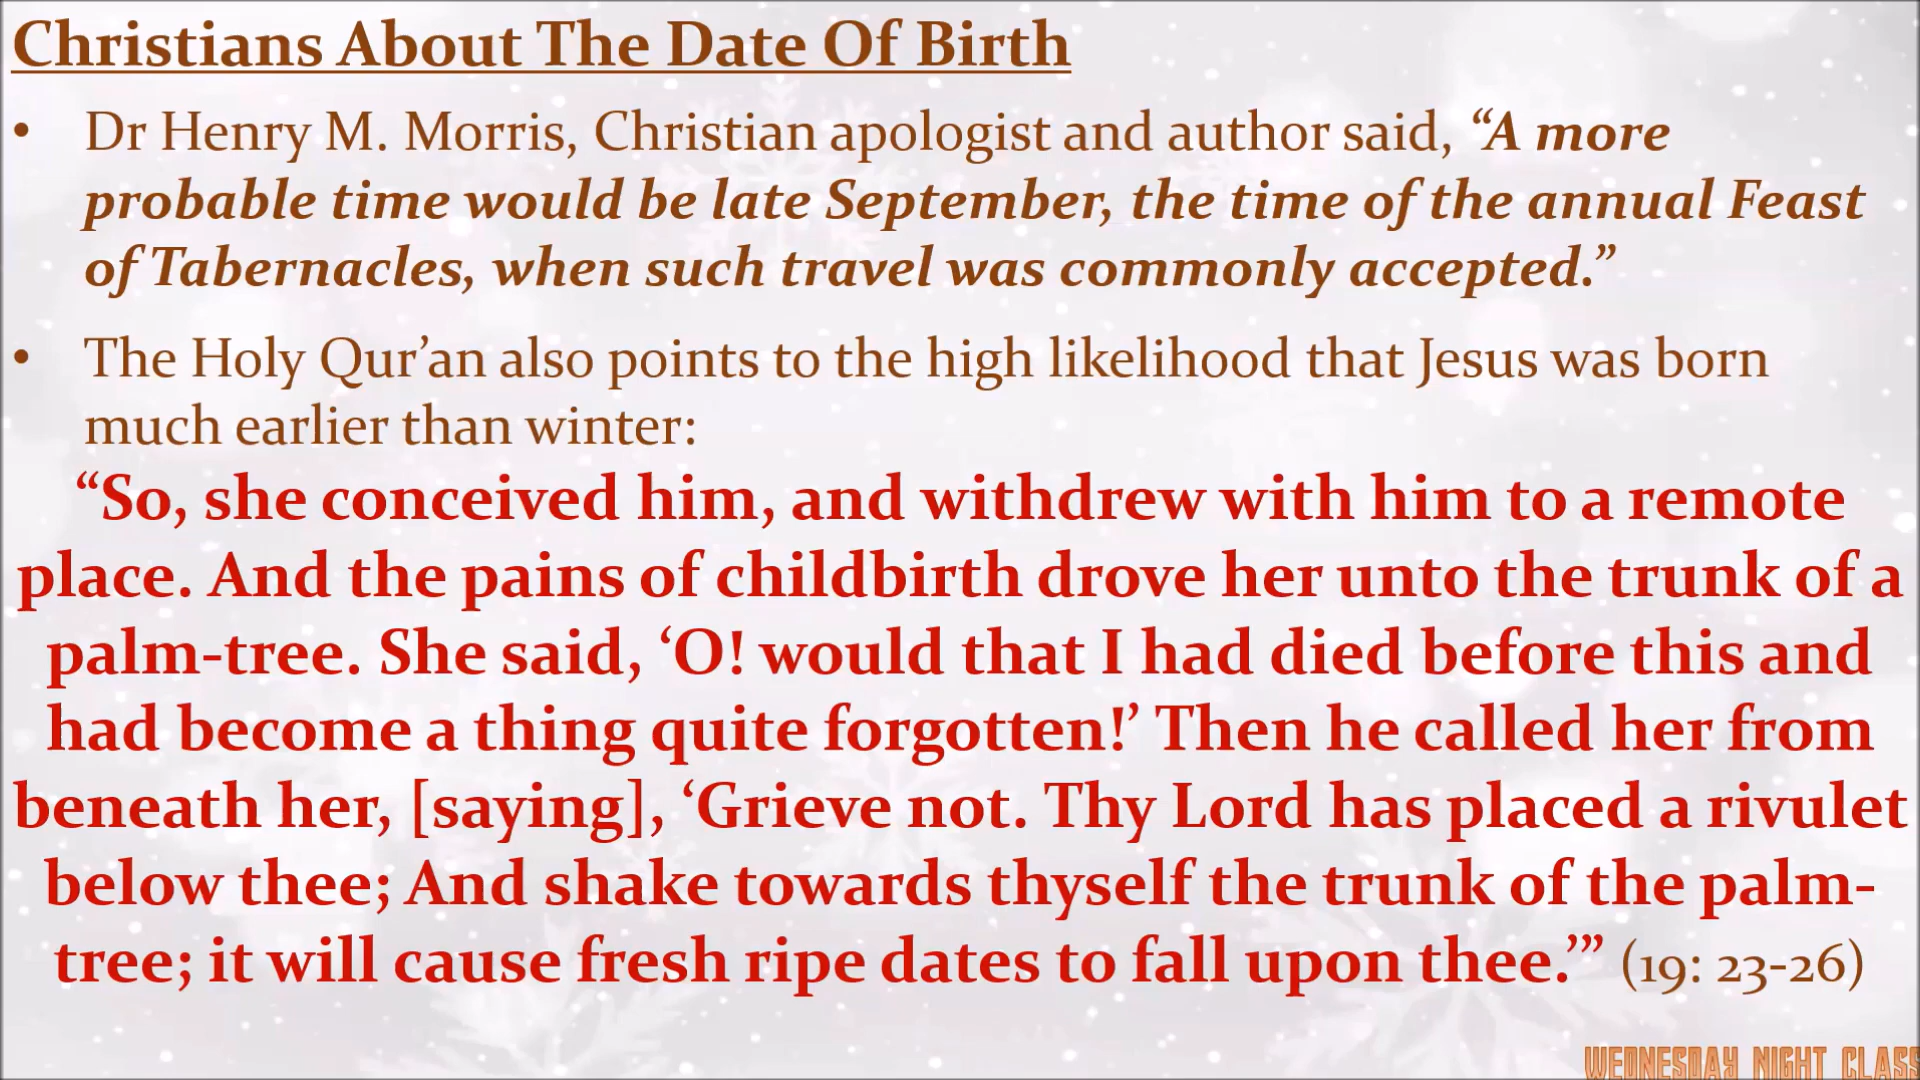 Christians About The Date Of Birth
• Dr Henry M. Morris, Christian apologist and author said, “A more
probable time would be late September, the time of the annual Feast
of Tabernacles, when such travel was commonly accepted.”
• The Holy Qur’an also points to the high likelihood that Jesus was born
much earlier than winter:
“So, she conceived him, and withdrew with him to a remote
place. And the pains of childbirth drove her unto the trunk of a
palm-tree. She said, ‘O! would that I had died before this and
had become a thing quite forgotten!’ Then he called her from
beneath her, [saying], ‘Grieve not. Thy Lord has placed a rivulet
below thee; And shake towards thyself the trunk of the palm-
tree; it will cause fresh ripe dates to fall upon thee.’” (19: 23-26)
WEDNESDAY NIGHT CLASS